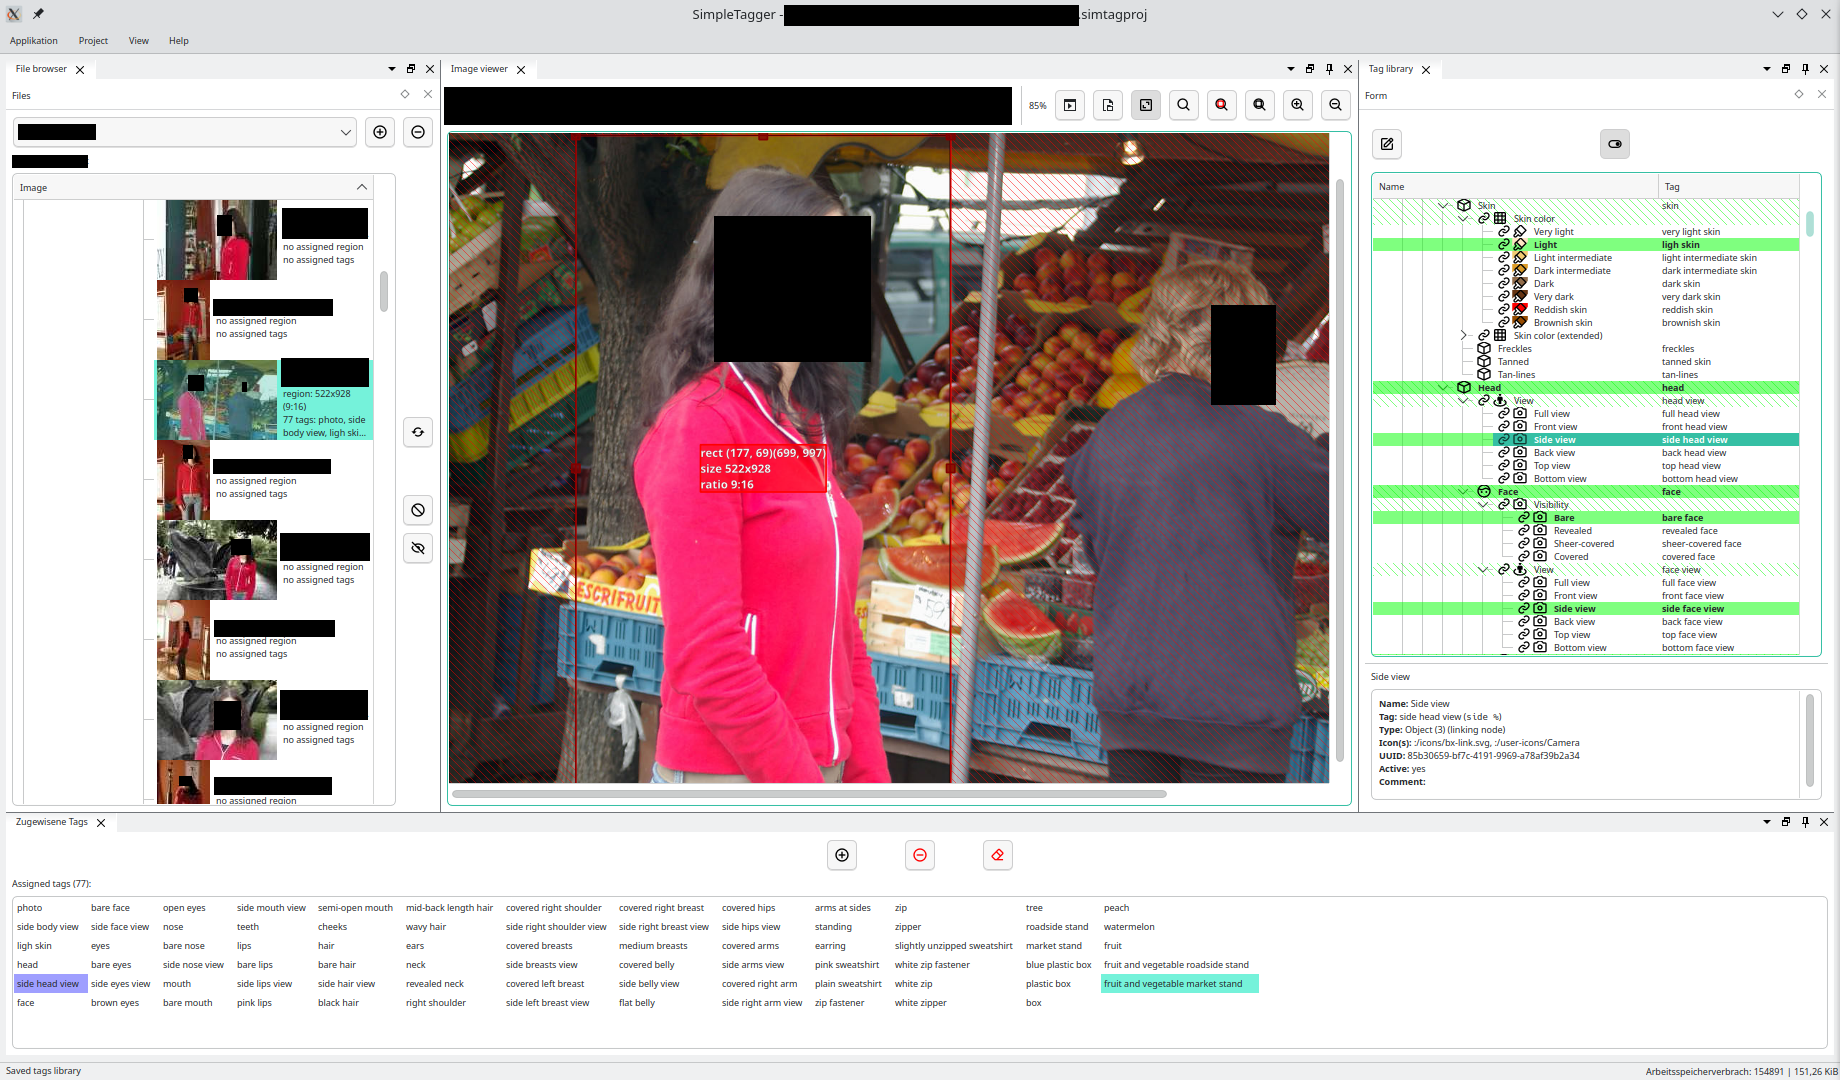 SimpleTagger - .simtagproj
Applikation Project View Help
File browser
Files
Image
no assigned region
no assigned tags
no assigned region
no assigned tags
region: 522x928
(9:16)
77 tags: photo, side
body view, ligh ski...
no assigned region
no assigned tags
no assigned region
no assigned tags
no assigned region
no assigned tags
no assigned region
no assigned tags
no assigned region
Image viewer
85%
rect (177, 69)(699, 997)
size 522x928
ratio 9:16
ESCRIFRUIT
59
Tag library
Form
Name Tag
Skin skin
Skin color
Very light very light skin
Light ligh skin
Light intermediate light intermediate skin
Dark intermediate dark intermediate skin
Dark dark skin
Very dark very dark skin
Reddish skin reddish skin
Brownish skin brownish skin
Skin color (extended)
Freckles freckles
Tanned tanned skin
Tan-lines tan-lines
Head head
View head view
Full view full head view
Front view front head view
Side view side head view
Back view back head view
Top view top head view
Bottom view bottom head view
Face face
Visibility
Bare bare face
Revealed revealed face
Sheer-covered sheer-covered face
Covered covered face
View face view
Full view full face view
Front view front face view
Side view side face view
Back view back face view
Top view top face view
Bottom view bottom face view
Side view
Name: Side view
Tag: side head view (side %)
Type: Object (3) (linking node)
Icon(s): :/icons/bx-link.svg, :/user-icons/Camera
UUID: 85b30659-bf7c-4191-9969-a78af39b2a34
Active: yes
Comment:
Zugewisene Tags
Assigned tags (77):
photo bare face open eyes side mouth view semi-open mouth mid-back length hair covered right shoulder covered right breast covered hips arms at sides zip tree peach
side body view side face view nose teeth cheeks wavy hair side right shoulder view side right breast view side hips view standing zipper roadside stand watermelon
ligh skin eyes bare nose lips hair ears covered breasts medium breasts covered arms earring slightly unzipped sweatshirt market stand fruit
head bare eyes side nose view bare lips bare hair neck side breasts view covered belly side arms view pink sweatshirt white zip fastener blue plastic box fruit and vegetable roadside stand
side head view side eyes view mouth side lips view side hair view revealed neck covered left breast side belly view covered right arm plain sweatshirt white zip plastic box fruit and vegetable market stand
face brown eyes bare mouth pink lips black hair right shoulder side left breast view flat belly side right arm view zip fastener white zipper box
Saved tags library
Arbeitsspeicherverbrach: 154891 | 151,26 KiB